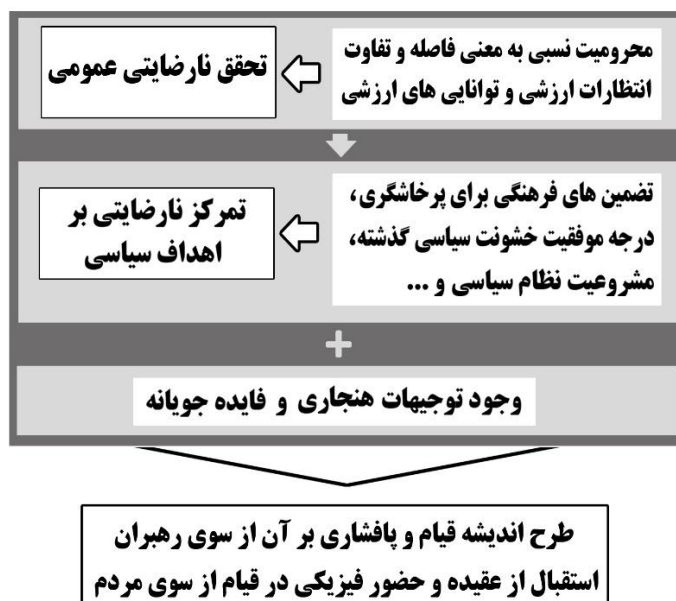 محرومیت نسبی به معنی فاصله و تفاوت
انتظارات ارزشی و توانایی های ارزشی
تحقق نارضایتی عمومی
تضمین های فرهنگی برای پرخاشگری،
درجه موفقیت خشونت سیاسی گذشته،
مشروعیت نظام سیاسی و ...
تمرکز نارضایتی بر
اهداف سیاسی
+
وجود توجیهات هنجاری و فایده جویانه
طرح اندیشه قیام و پافشاری بر آن از سوی رهبران
استقبال از عقیده و حضور فیزیکی در قیام از سوی مردم